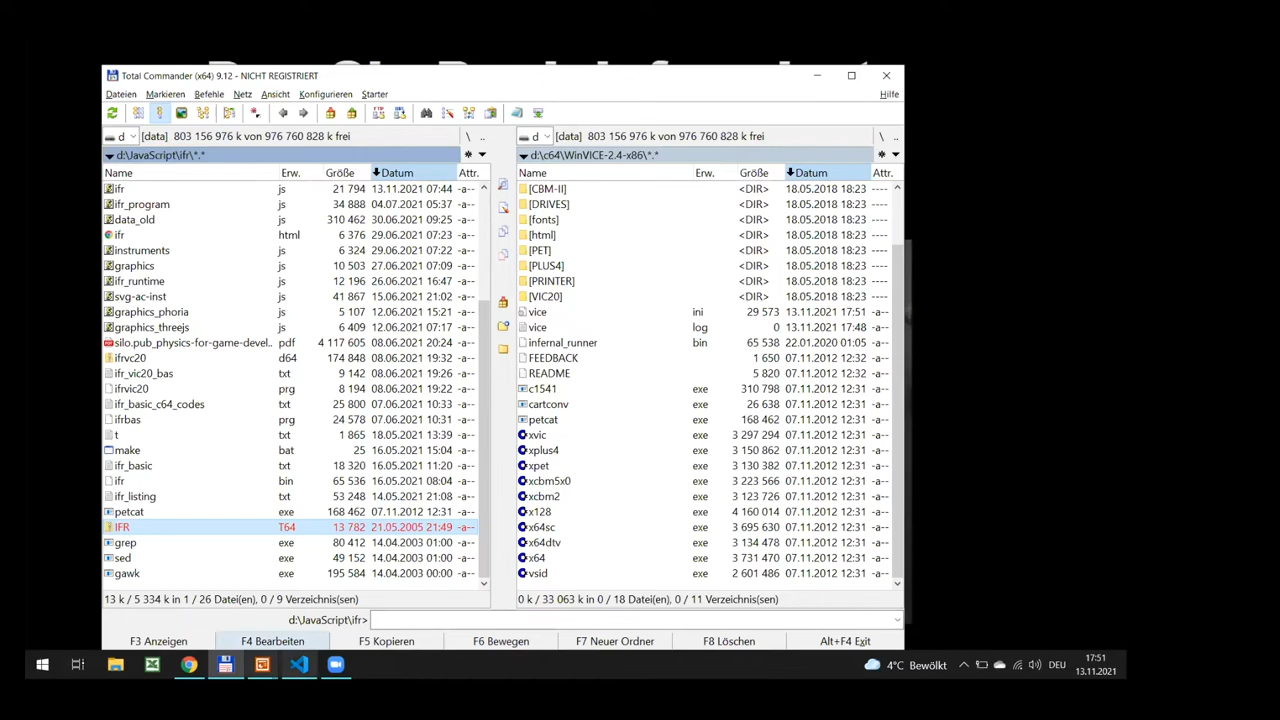 Total Commander (x64) 9.12 - NICHT REGISTRIERT
Dateien Markieren Befehle Netz Ansicht Konfigurieren Starter Hilfe
d [data] 803 156 976 k von 976 760 828 k frei \ ..
d [data] 803 156 976 k von 976 760 828 k frei \ ..
d:\JavaScript\ifr\*.* *
d:\c64\WinVICE-2.4-x86\*.* *
Name Erw. Größe Datum Attr.
ifr js 21 794 13.11.2021 07:44 -a--
ifr_program js 34 888 04.07.2021 05:37 -a--
data_old js 310 462 30.06.2021 09:25 -a--
ifr html 6 376 29.06.2021 07:23 -a--
instruments js 6 324 29.06.2021 07:22 -a--
graphics js 10 503 27.06.2021 07:09 -a--
ifr_runtime js 12 196 26.06.2021 16:47 -a--
svg-ac-inst js 41 867 15.06.2021 21:02 -a--
graphics_phoria js 5 107 12.06.2021 15:21 -a--
graphics_threejs js 6 409 12.06.2021 07:17 -a--
silo.pub_physics-for-game-devel.. pdf 4 117 605 08.06.2021 20:24 -a--
ifrvc20 d64 174 848 08.06.2021 19:32 -a--
ifr_vic20_bas txt 9 142 08.06.2021 19:26 -a--
ifrvic20 prg 8 194 08.06.2021 19:22 -a--
ifr_basic_c64_codes txt 25 800 07.06.2021 10:33 -a--
ifrbas prg 24 578 07.06.2021 10:33 -a--
t txt 1 865 18.05.2021 13:39 -a--
make bat 25 16.05.2021 15:04 -a--
ifr_basic txt 18 320 16.05.2021 11:20 -a--
ifr bin 65 536 16.05.2021 08:04 -a--
ifr_listing txt 53 248 14.05.2021 21:08 -a--
petcat exe 168 462 07.11.2012 12:31 -a--
IFR T64 13 782 21.05.2005 21:49 -a--
grep exe 80 412 14.04.2003 01:00 -a--
sed exe 49 152 14.04.2003 01:00 -a--
gawk exe 195 584 14.04.2003 00:00 -a--
13 k / 5 334 k in 1 / 26 Datei(en), 0 / 9 Verzeichnis(sen)
Name Erw. Größe Datum Attr.
[CBM-II] <DIR> 18.05.2018 18:23 ----
[DRIVES] <DIR> 18.05.2018 18:23 ----
[fonts] <DIR> 18.05.2018 18:23 ----
[html] <DIR> 18.05.2018 18:23 ----
[PET] <DIR> 18.05.2018 18:23 ----
[PLUS4] <DIR> 18.05.2018 18:23 ----
[PRINTER] <DIR> 18.05.2018 18:23 ----
[VIC20] <DIR> 18.05.2018 18:23 ----
vice ini 29 573 13.11.2021 17:51 -a--
vice log 0 13.11.2021 17:48 -a--
infernal_runner bin 65 538 22.01.2020 01:05 -a--
FEEDBACK 1 650 07.11.2012 12:32 -a--
README 5 820 07.11.2012 12:32 -a--
c1541 exe 310 798 07.11.2012 12:31 -a--
cartconv exe 26 638 07.11.2012 12:31 -a--
petcat exe 168 462 07.11.2012 12:31 -a--
xvic exe 3 297 294 07.11.2012 12:31 -a--
xplus4 exe 3 150 862 07.11.2012 12:31 -a--
xpet exe 3 130 382 07.11.2012 12:31 -a--
xcbm5x0 exe 3 223 566 07.11.2012 12:31 -a--
xcbm2 exe 3 123 726 07.11.2012 12:31 -a--
x128 exe 4 160 014 07.11.2012 12:31 -a--
x64sc exe 3 695 630 07.11.2012 12:31 -a--
x64dtv exe 3 134 478 07.11.2012 12:31 -a--
x64 exe 3 731 470 07.11.2012 12:31 -a--
vsid exe 2 601 486 07.11.2012 12:31 -a--
0 k / 33 063 k in 0 / 18 Datei(en), 0 / 11 Verzeichnis(sen)
d:\JavaScript\ifr>
F3 Anzeigen F4 Bearbeiten F5 Kopieren F6 Bewegen F7 Neuer Ordner F8 Löschen Alt+F4 Exit
4°C Bewölkt DEU 17:51
13.11.2021